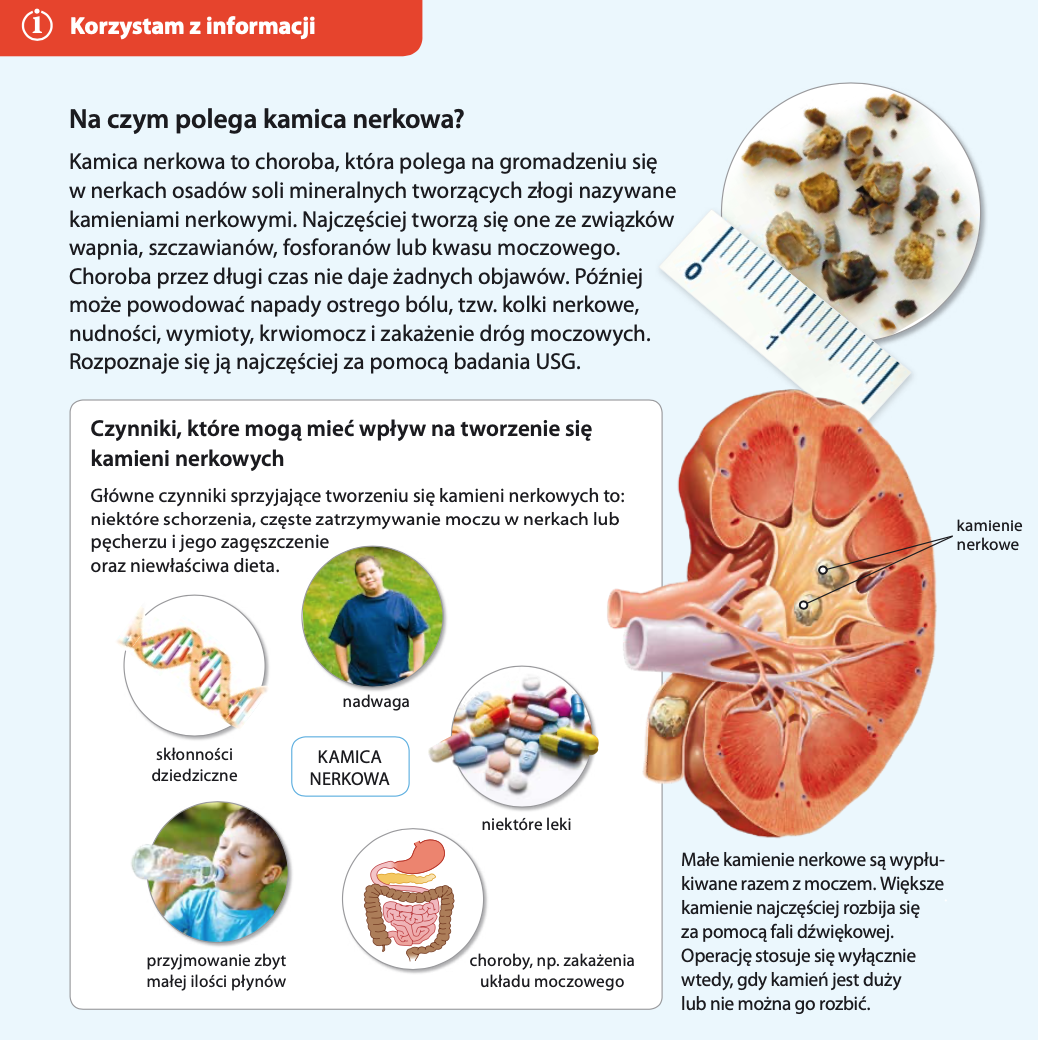 Korzystam z informacji
Na czym polega kamica nerkowa?
Kamica nerkowa to choroba, która polega na gromadzeniu się
w nerkach osadów soli mineralnych tworzących złogi nazywane
kamieniami nerkowymi. Najczęściej tworzą się one ze związków
wapnia, szczawianów, fosforanów lub kwasu moczowego.
Choroba przez długi czas nie daje żadnych objawów. Później
może powodować napady ostrego bólu, tzw. kolki nerkowe,
nudności, wymioty, krwiomocz i zakażenie dróg moczowych.
Rozpoznaje się ją najczęściej za pomocą badania USG.
0
1
Czynniki, które mogą mieć wpływ na tworzenie się
kamieni nerkowych
Główne czynniki sprzyjające tworzeniu się kamieni nerkowych to:
niektóre schorzenia, częste zatrzymywanie moczu w nerkach lub
pęcherzu i jego zagęszczenie
oraz niewłaściwa dieta.
nadwaga
skłonności
dziedziczne
KAMICA
NERKOWA
niektóre leki
przyjmowanie zbyt
małej ilości płynów
choroby, np. zakażenia
układu moczowego
kamienie
nerkowe
Małe kamienie nerkowe są wypłu-
kiwane razem z moczem. Większe
kamienie najczęściej rozbija się
za pomocą fali dźwiękowej.
Operację stosuje się wyłącznie
wtedy, gdy kamień jest duży
lub nie można go rozbić.